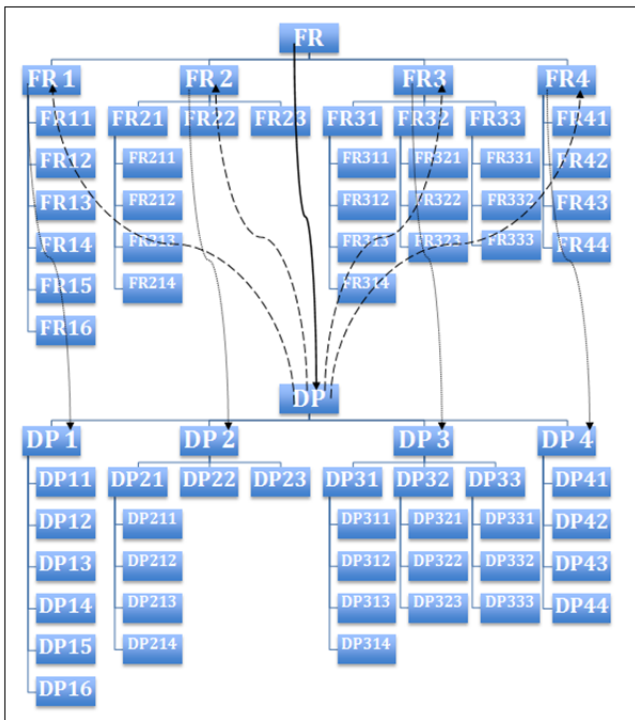 FR
FR 1 FR 2 FR3 FR4
FR11 FR21 FR22 FR23 FR31 FR32 FR33 FR41
FR12 FR211 FR311 FR321 FR331 FR42
FR13 FR212 FR312 FR322 FR332 FR43
FR14 FR213 FR313 FR323 FR333 FR44
FR15 FR214 FR314
FR16
DP
DP 1 DP 2 DP 3 DP 4
DP11 DP21 DP22 DP23 DP31 DP32 DP33 DP41
DP12 DP211 DP311 DP321 DP331 DP42
DP13 DP212 DP312 DP322 DP332 DP43
DP14 DP213 DP313 DP323 DP333 DP44
DP15 DP214 DP314
DP16